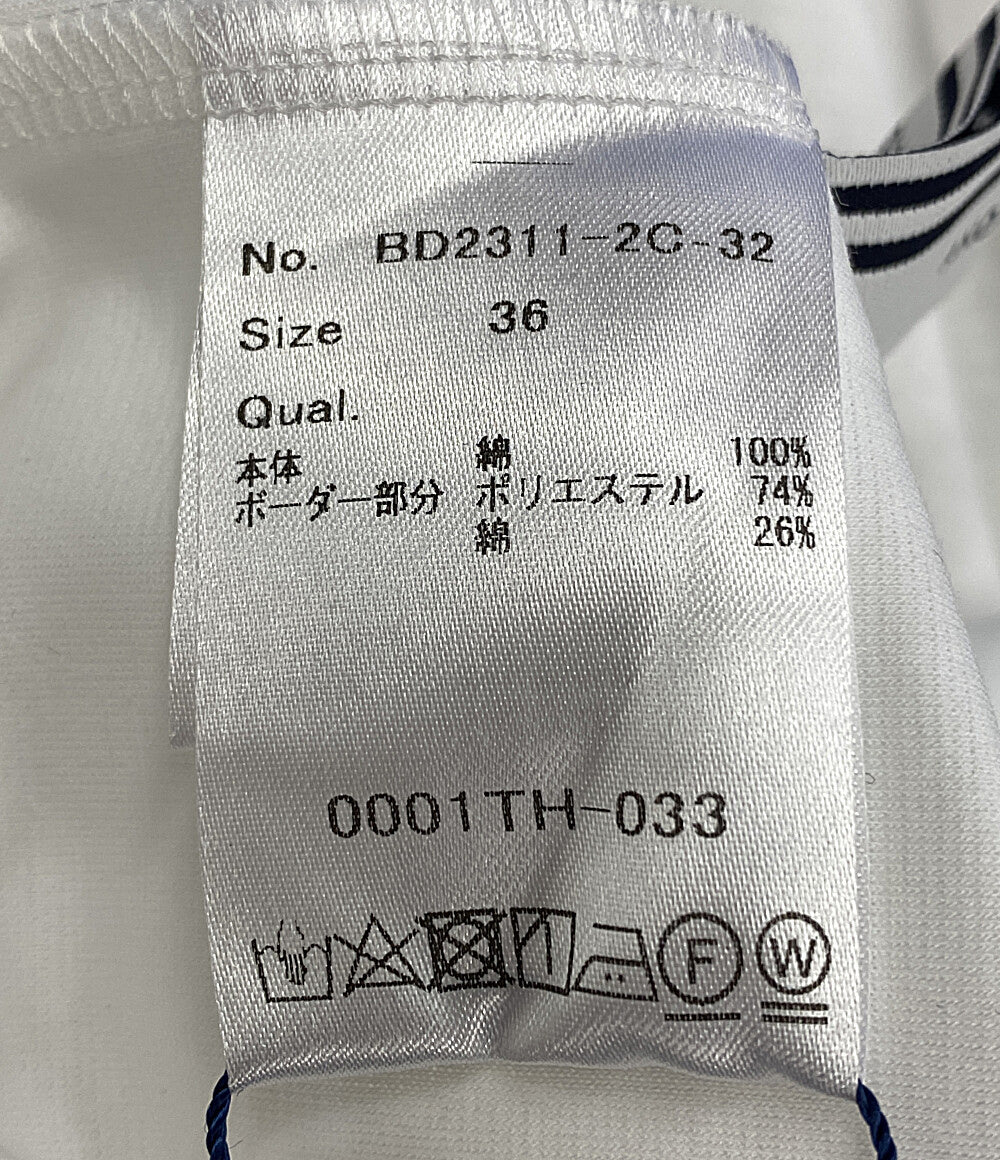 No. BD2311-2C-32
Size 36
Qual.
本体 綿 100%
ボーダー部分 ポリエステル 74%
綿 26%
0001TH-033
F W